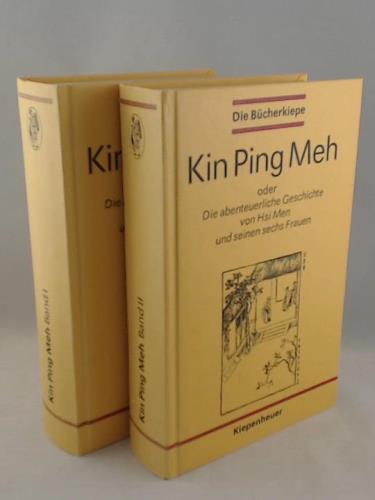 Kin Ping Meh Band I
Kin
Die
Kin Ping Meh Band II
Die Bücherkiepe
Kin Ping Meh
oder
Die abenteuerliche Geschichte
von Hsi Men
und seinen sechs Frauen
Kiepenheuer